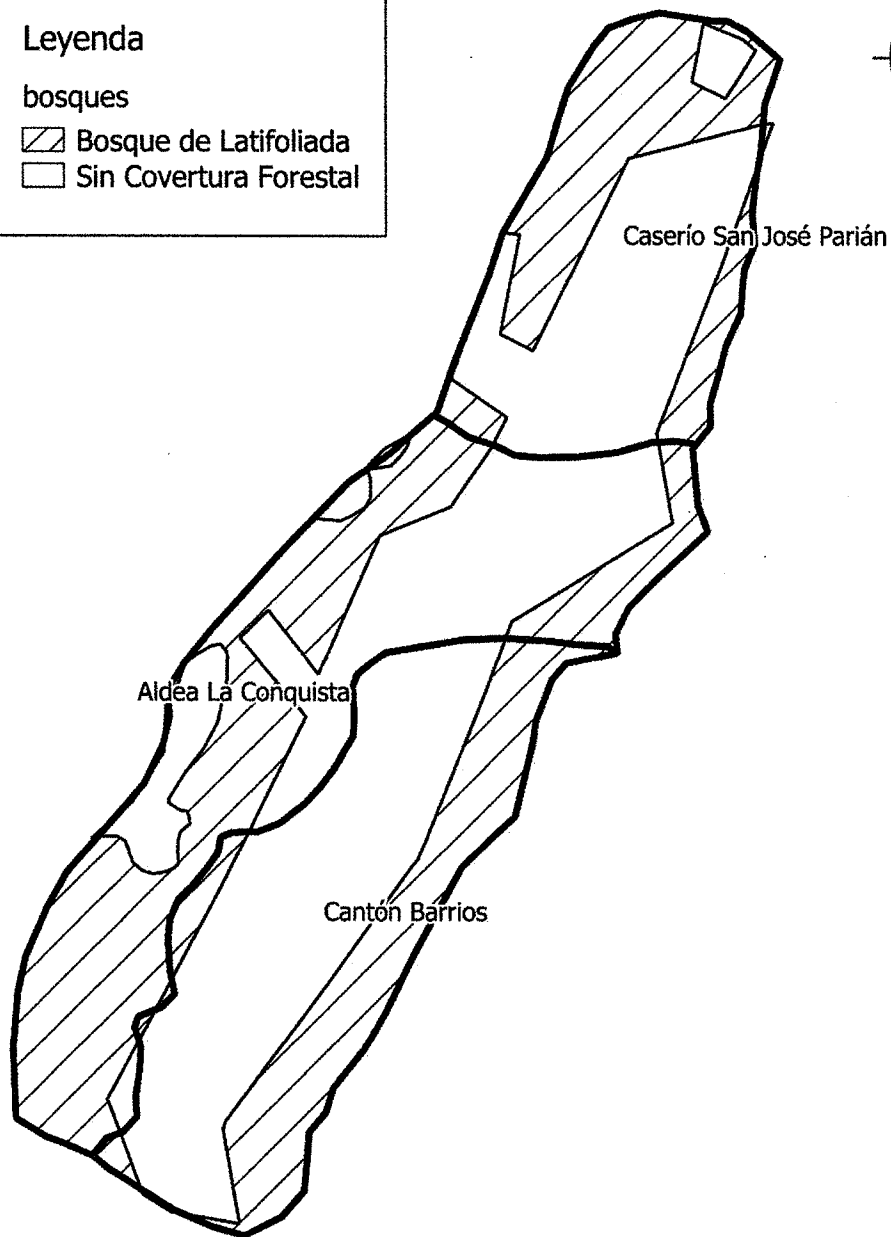 Leyenda
bosques
Bosque de Latifoliada
Sin Covertura Forestal
Caserío San José Parián
Aldea La Conquista
Cantón Barrios